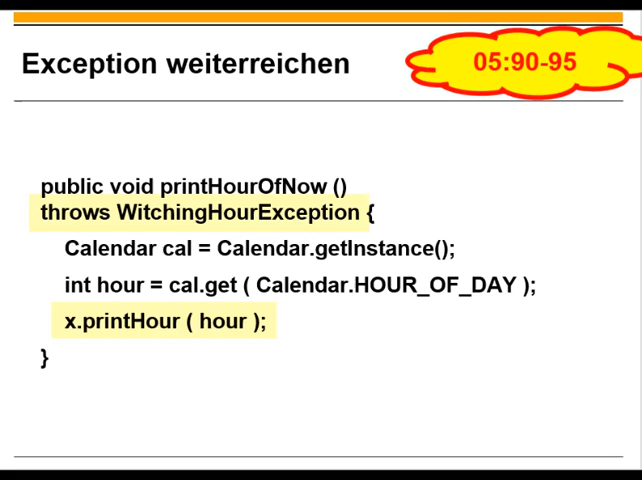 Exception weiterreichen
05:90-95
public void printHourOfNow ()
throws WitchingHourException {
Calendar cal = Calendar.getInstance();
int hour = cal.get ( Calendar.HOUR_OF_DAY );
x.printHour ( hour );
}